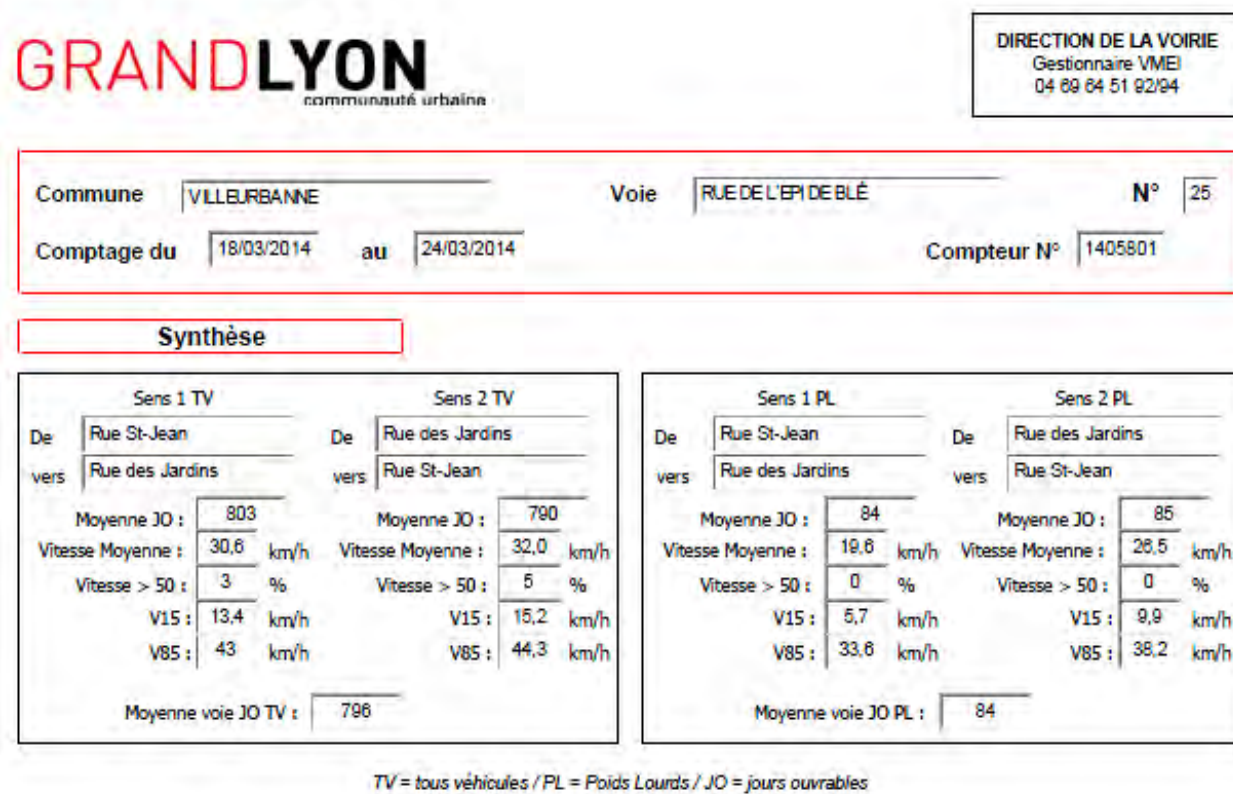 GRANDLYON
communauté urbaine
DIRECTION DE LA VOIRIE
Gestionnaire VMEI
04 69 64 51 92/94
Commune VILLEURBANNE Voie RUE DE L'EPI DE BLÉ N° 25
Comptage du 18/03/2014 au 24/03/2014 Compteur N° 1405801
Synthèse
Sens 1 TV Sens 2 TV Sens 1 PL Sens 2 PL
De Rue St-Jean De Rue des Jardins De Rue St-Jean De Rue des Jardins
vers Rue des Jardins vers Rue St-Jean vers Rue des Jardins vers Rue St-Jean
Moyenne JO : 803 Moyenne JO : 790 Moyenne JO : 84 Moyenne JO : 85
Vitesse Moyenne : 30,6 km/h Vitesse Moyenne : 32,0 km/h Vitesse Moyenne : 19,6 km/h Vitesse Moyenne : 26,5 km/h
Vitesse > 50 : 3 % Vitesse > 50 : 5 % Vitesse > 50 : 0 % Vitesse > 50 : 0 %
V15 : 13,4 km/h V15 : 15,2 km/h V15 : 5,7 km/h V15 : 9,9 km/h
V85 : 43 km/h V85 : 44,3 km/h V85 : 33,6 km/h V85 : 38,2 km/h
Moyenne voie JO TV : 796 Moyenne voie JO PL : 84
TV = tous véhicules / PL = Poids Lourds / JO = jours ouvrables